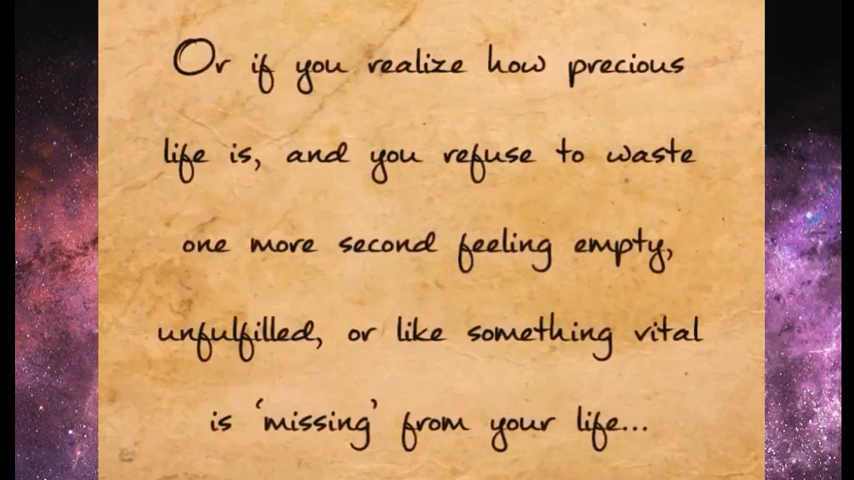 Or if you realize how precious
life is, and you refuse to waste
one more second feeling empty,
unfulfilled, or like something vital
is ‘missing’ from your life...